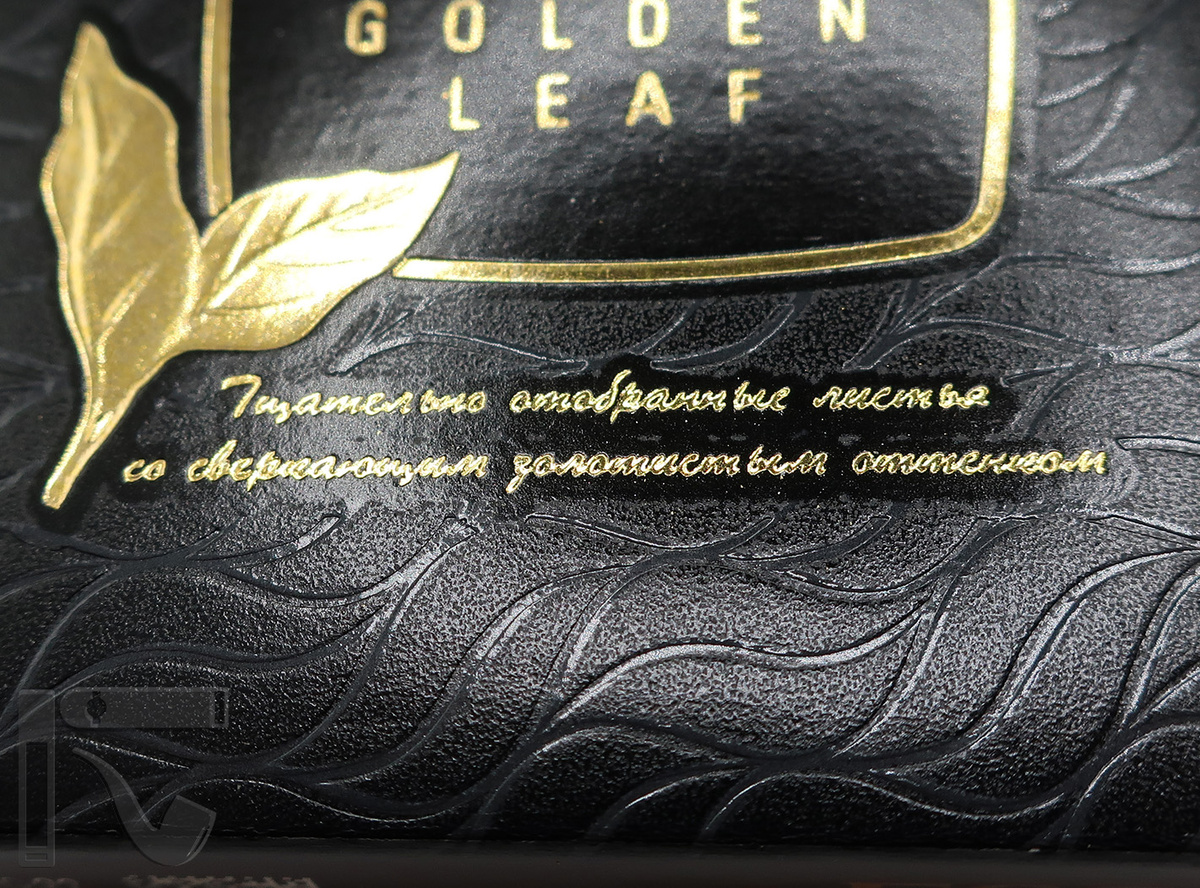 GOLDEN
LEAF
Тщательно отобранные листья
со сверкающим золотистым оттенком